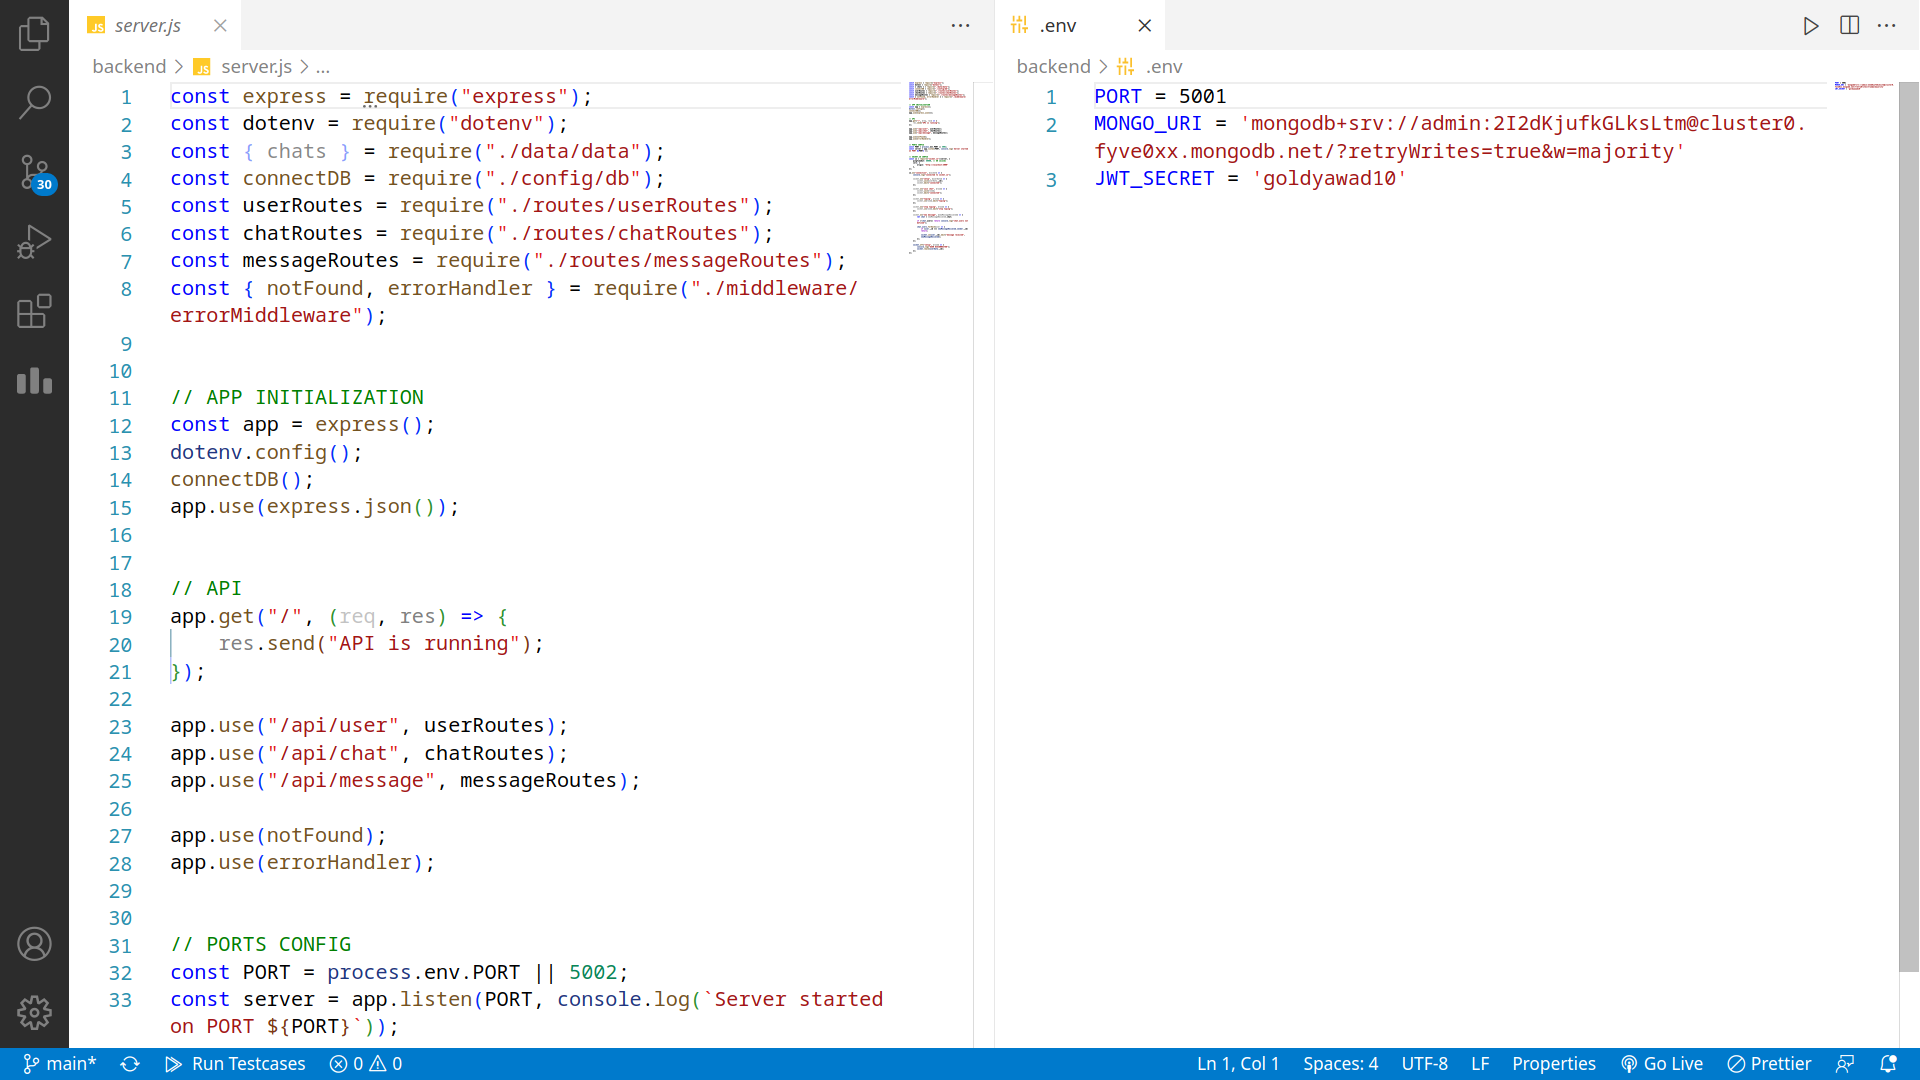 server.js
.env
backend > server.js > ...
backend > .env
1 const express = require("express");
2 const dotenv = require("dotenv");
3 const { chats } = require("./data/data");
4 const connectDB = require("./config/db");
5 const userRoutes = require("./routes/userRoutes");
6 const chatRoutes = require("./routes/chatRoutes");
7 const messageRoutes = require("./routes/messageRoutes");
8 const { notFound, errorHandler } = require("./middleware/
errorMiddleware");
9
10
11 // APP INITIALIZATION
12 const app = express();
13 dotenv.config();
14 connectDB();
15 app.use(express.json());
16
17
18 // API
19 app.get("/", (req, res) => {
20 res.send("API is running");
21 });
22
23 app.use("/api/user", userRoutes);
24 app.use("/api/chat", chatRoutes);
25 app.use("/api/message", messageRoutes);
26
27 app.use(notFound);
28 app.use(errorHandler);
29
30
31 // PORTS CONFIG
32 const PORT = process.env.PORT || 5002;
33 const server = app.listen(PORT, console.log(`Server started
on PORT ${PORT}`));
1 PORT = 5001
2 MONGO_URI = 'mongodb+srv://admin:2I2dKjufkGLksLtm@cluster0.
fyve0xx.mongodb.net/?retryWrites=true&w=majority'
3 JWT_SECRET = 'goldyawad10'
30
main*
Run Testcases
0 0
Ln 1, Col 1
Spaces: 4
UTF-8
LF
Properties
Go Live
Prettier